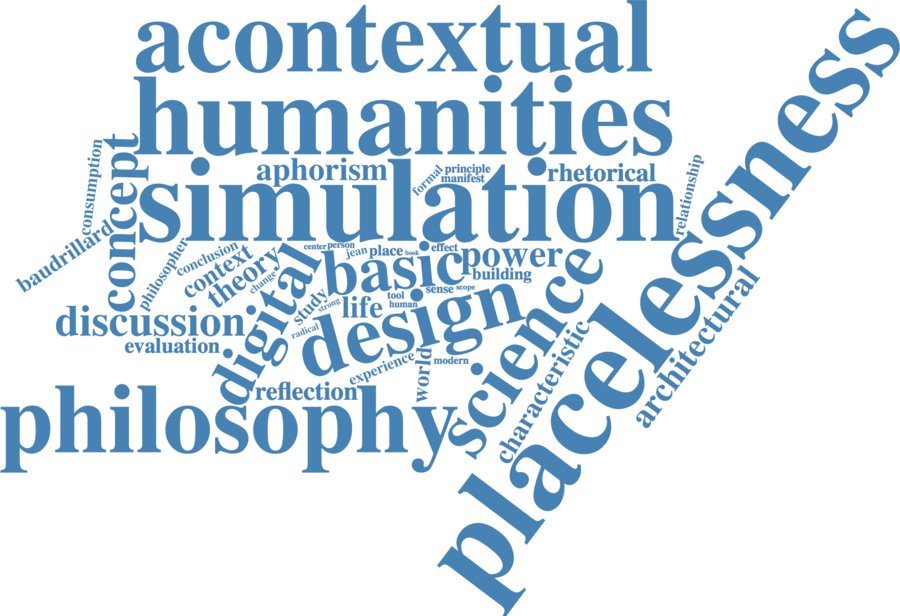 acontextual
humanities
simulation
placelessness
consumption
concept
aphorism
formal
principle
manifest
rhetorical
relationship
baudrillard
philosopher
conclusion
context
theory
change
center
person
jean
place
book
effect
basic
power
building
sense
scope
digital
study
strong
radical
life
tool
human
design
science
discussion
evaluation
reflection
experience
world
modern
characteristic
architectural
philosophy